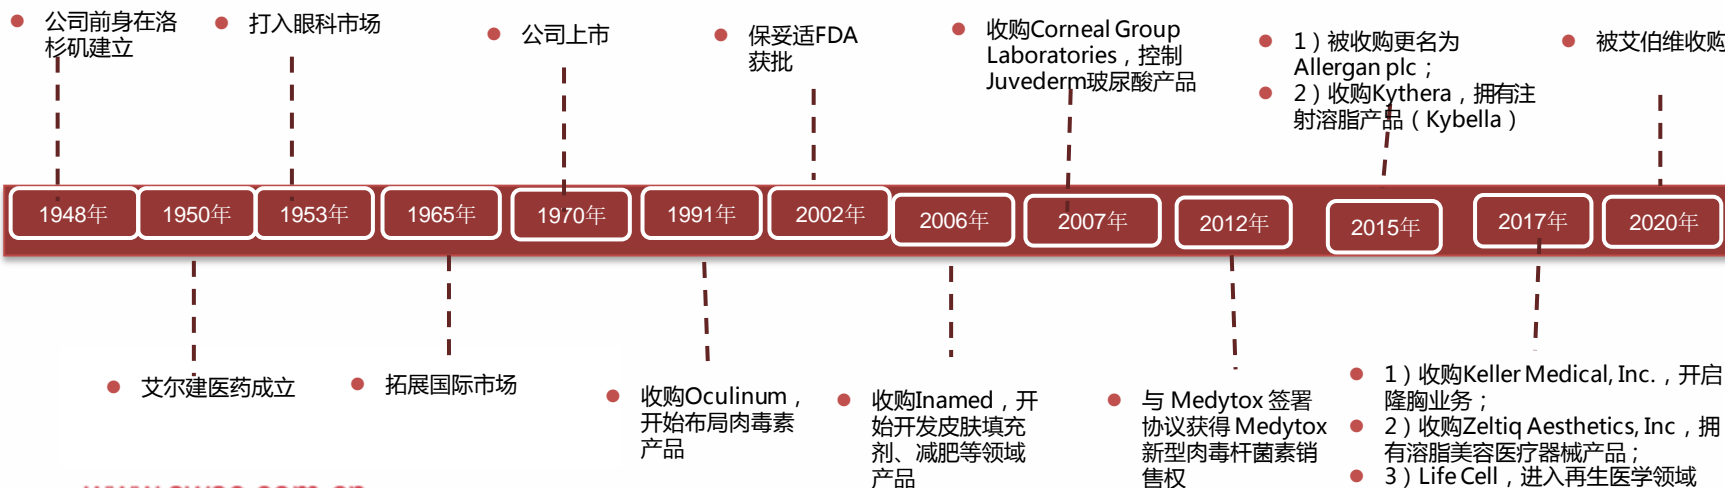 公司前身在洛
杉矶建立
打入眼科市场
公司上市
保妥适FDA
获批
收购Corneal Group
Laboratories，控制
Juvederm玻尿酸产品
1）被收购更名为
Allergan plc；
2）收购Kythera，拥有注
射溶脂产品（Kybella）
被艾伯维收购
1948年
1950年
1953年
1965年
1970年
1991年
2002年
2006年
2007年
2012年
2015年
2017年
2020年
艾尔建医药成立
拓展国际市场
收购Oculinum，
开始布局肉毒素
产品
收购Inamed，开
始开发皮肤填充
剂、减肥等领域
产品
与 Medytox 签署
协议获得 Medytox
新型肉毒杆菌素销
售权
1）收购Keller Medical, Inc.，开启
隆胸业务；
2）收购Zeltiq Aesthetics, Inc，拥
有溶脂美容医疗器械产品；
3）Life Cell，进入再生医学领域